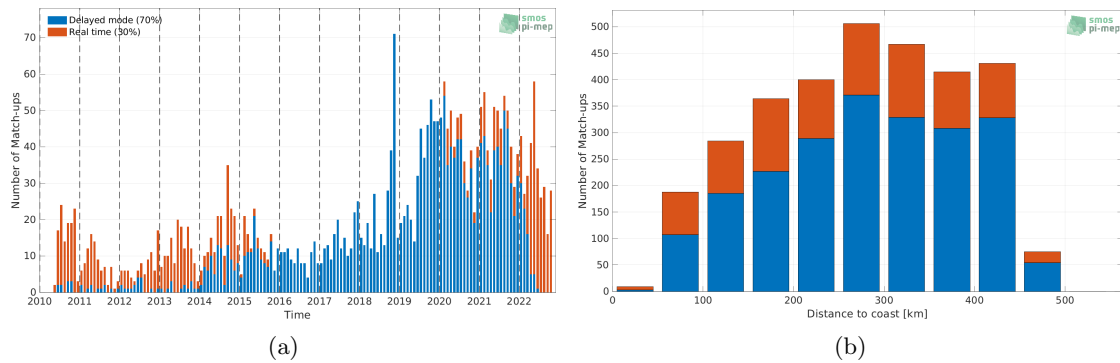 Delayed mode (70%)
Real time (30%)
smos
pi-mep
Number of Match-ups
70
60
50
40
30
20
10
0
2010 2011 2012 2013 2014 2015 2016 2017 2018 2019 2020 2021 2022
Time
(a)
smos
pi-mep
Number of Match-ups
500
450
400
350
300
250
200
150
100
50
0
0 100 200 300 400 500
Distance to coast [km]
(b)